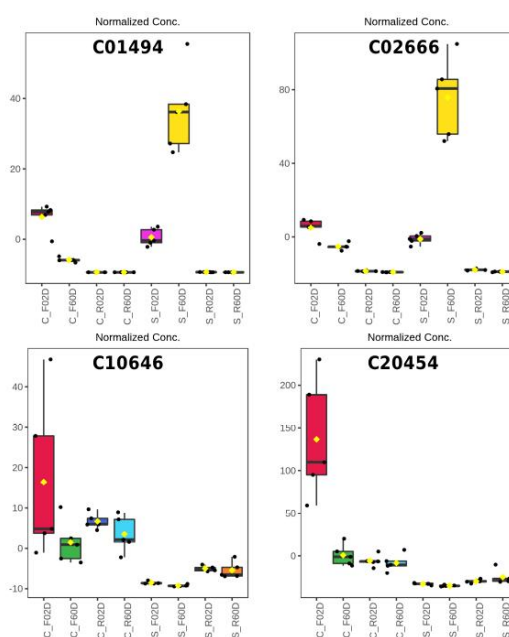 Normalized Conc.
Normalized Conc.
C01494
C02666
40
20
0
80
40
0
C_F02D
C_F60D
C_R02D
C_R60D
S_F02D
S_F60D
S_R02D
S_R60D
C_F02D
C_F60D
C_R02D
C_R60D
S_F02D
S_F60D
S_R02D
S_R60D
Normalized Conc.
Normalized Conc.
C10646
C20454
40
30
20
10
0
-10
200
150
100
50
0
C_F02D
C_F60D
C_R02D
C_R60D
S_F02D
S_F60D
S_R02D
S_R60D
C_F02D
C_F60D
C_R02D
C_R60D
S_F02D
S_F60D
S_R02D
S_R60D